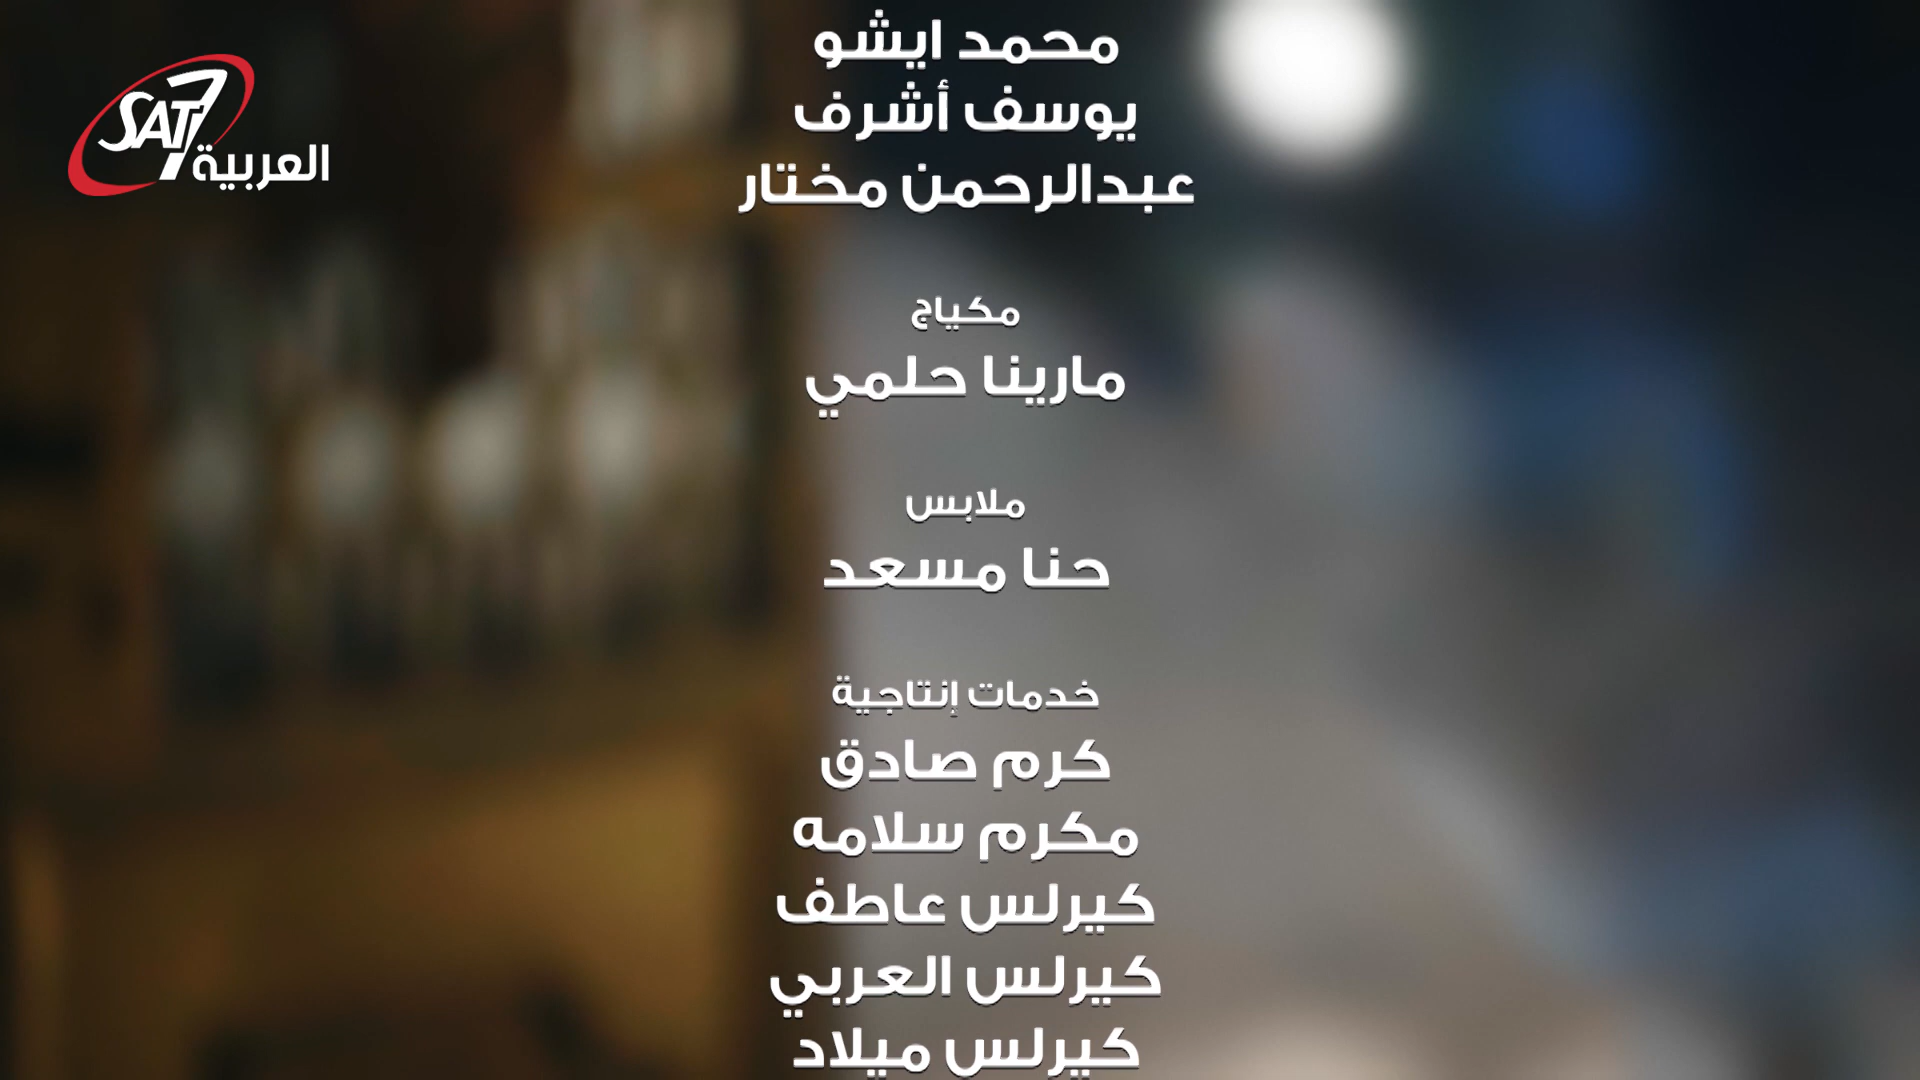 محمد ايشو
يوسف أشرف
عبدالرحمن مختار
SAT7
العربية
مكياج
مارينا حلمي
ملابس
حنا مسعد
خدمات إنتاجية
كرم صادق
مكرم سلامه
كيرلس عاطف
كيرلس العربي
كيرلس ميلاد